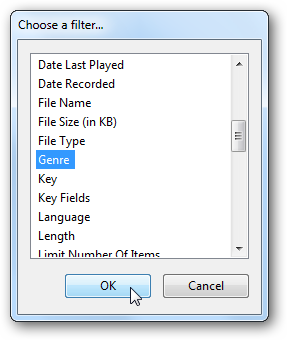 Choose a filter...
Date Last Played
Date Recorded
File Name
File Size (in KB)
File Type
Genre
Key
Key Fields
Language
Length
Limit Number Of Items
OK
Cancel